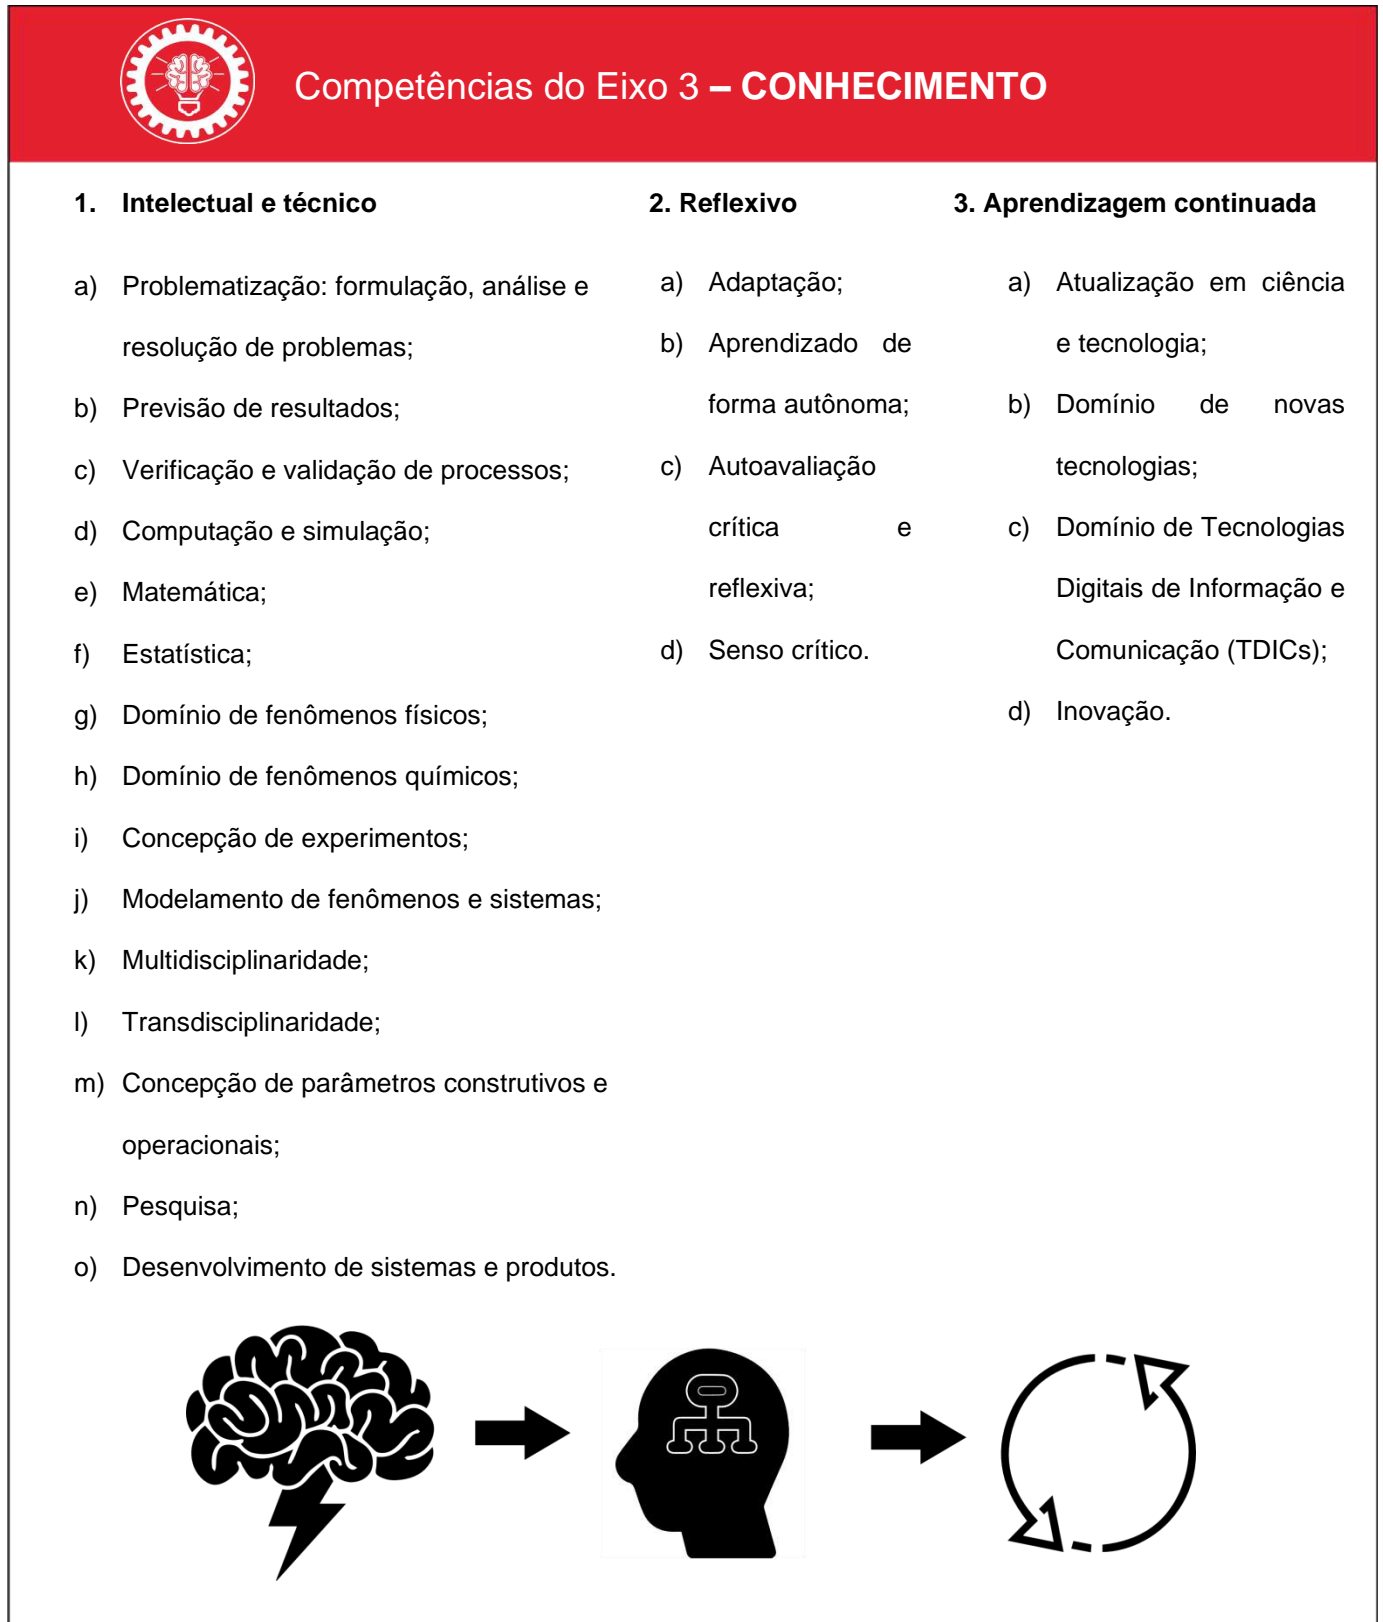 Competências do Eixo 3 – CONHECIMENTO
1. Intelectual e técnico
a) Problematização: formulação, análise e
resolução de problemas;
b) Previsão de resultados;
c) Verificação e validação de processos;
d) Computação e simulação;
e) Matemática;
f) Estatística;
g) Domínio de fenômenos físicos;
h) Domínio de fenômenos químicos;
i) Concepção de experimentos;
j) Modelamento de fenômenos e sistemas;
k) Multidisciplinaridade;
l) Transdisciplinaridade;
m) Concepção de parâmetros construtivos e
operacionais;
n) Pesquisa;
o) Desenvolvimento de sistemas e produtos.
2. Reflexivo
a) Adaptação;
b) Aprendizado de
forma autônoma;
c) Autoavaliação
crítica e
reflexiva;
d) Senso crítico.
3. Aprendizagem continuada
a) Atualização em ciência
e tecnologia;
b) Domínio de novas
tecnologias;
c) Domínio de Tecnologias
Digitais de Informação e
Comunicação (TDICs);
d) Inovação.